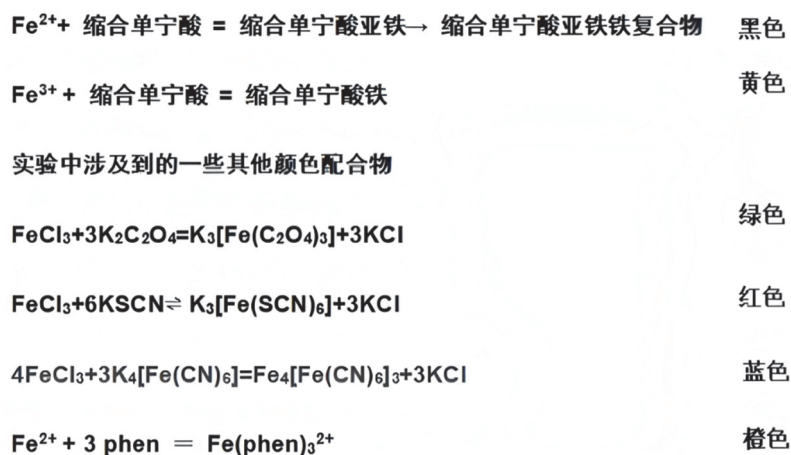 Fe²⁺+ 缩合单宁酸 = 缩合单宁酸亚铁→ 缩合单宁酸亚铁铁复合物 黑色
Fe³⁺ + 缩合单宁酸 = 缩合单宁酸铁 黄色
实验中涉及到的一些其他颜色配合物
FeCl₃+3K₂C₂O₄=K₃[Fe(C₂O₄)₃]+3KCl 绿色
FeCl₃+6KSCN⇌ K₃[Fe(SCN)₆]+3KCl 红色
4FeCl₃+3K₄[Fe(CN)₆]=Fe₄[Fe(CN)₆]₃+3KCl 蓝色
Fe²⁺ + 3 phen = Fe(phen)₃²⁺ 橙色